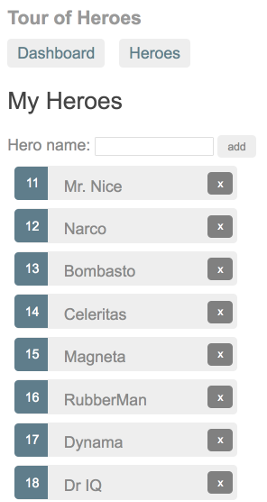 Tour of Heroes
Dashboard Heroes
My Heroes
Hero name: add
11 Mr. Nice x
12 Narco x
13 Bombasto x
14 Celeritas x
15 Magneta x
16 RubberMan x
17 Dynama x
18 Dr IQ x